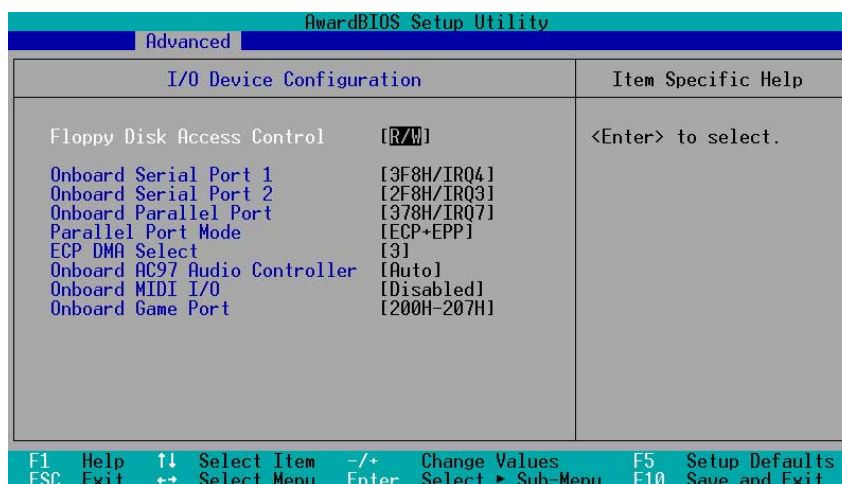 AwardBIOS Setup Utility
Advanced
I/O Device Configuration
Item Specific Help
Floppy Disk Access Control [R/W]
<Enter> to select.
Onboard Serial Port 1 [3F8H/IRQ4]
Onboard Serial Port 2 [2F8H/IRQ3]
Onboard Parallel Port [378H/IRQ7]
Parallel Port Mode [ECP+EPP]
ECP DMA Select [3]
Onboard AC97 Audio Controller [Auto]
Onboard MIDI I/O [Disabled]
Onboard Game Port [200H-207H]
F1 Help ↑↓ Select Item -/+ Change Values F5 Setup Defaults
ESC Exit ←→ Select Menu Enter Select ► Sub-Menu F10 Save and Exit